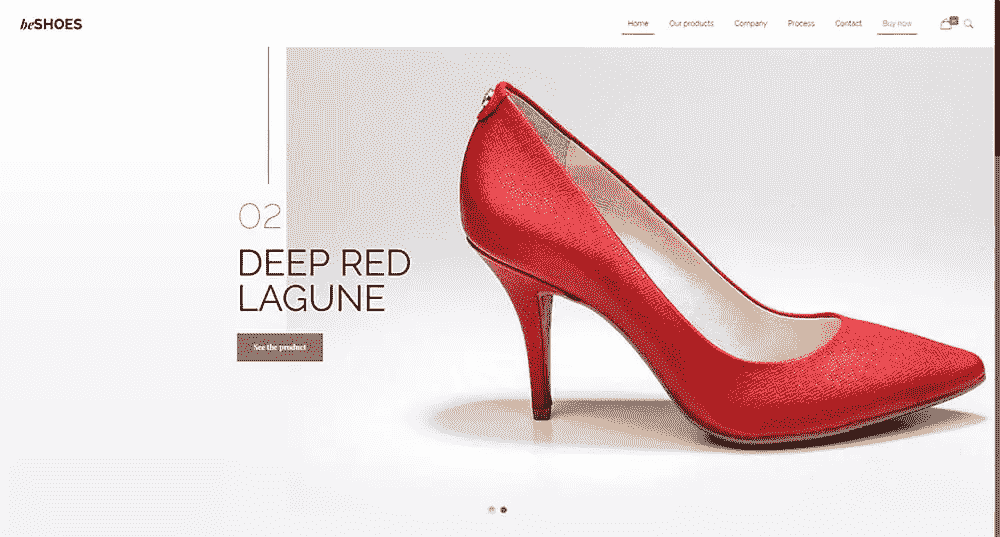 beSHOES
Home Our products Company Process Contact Buy now
02
DEEP RED
LAGUNE
See the product